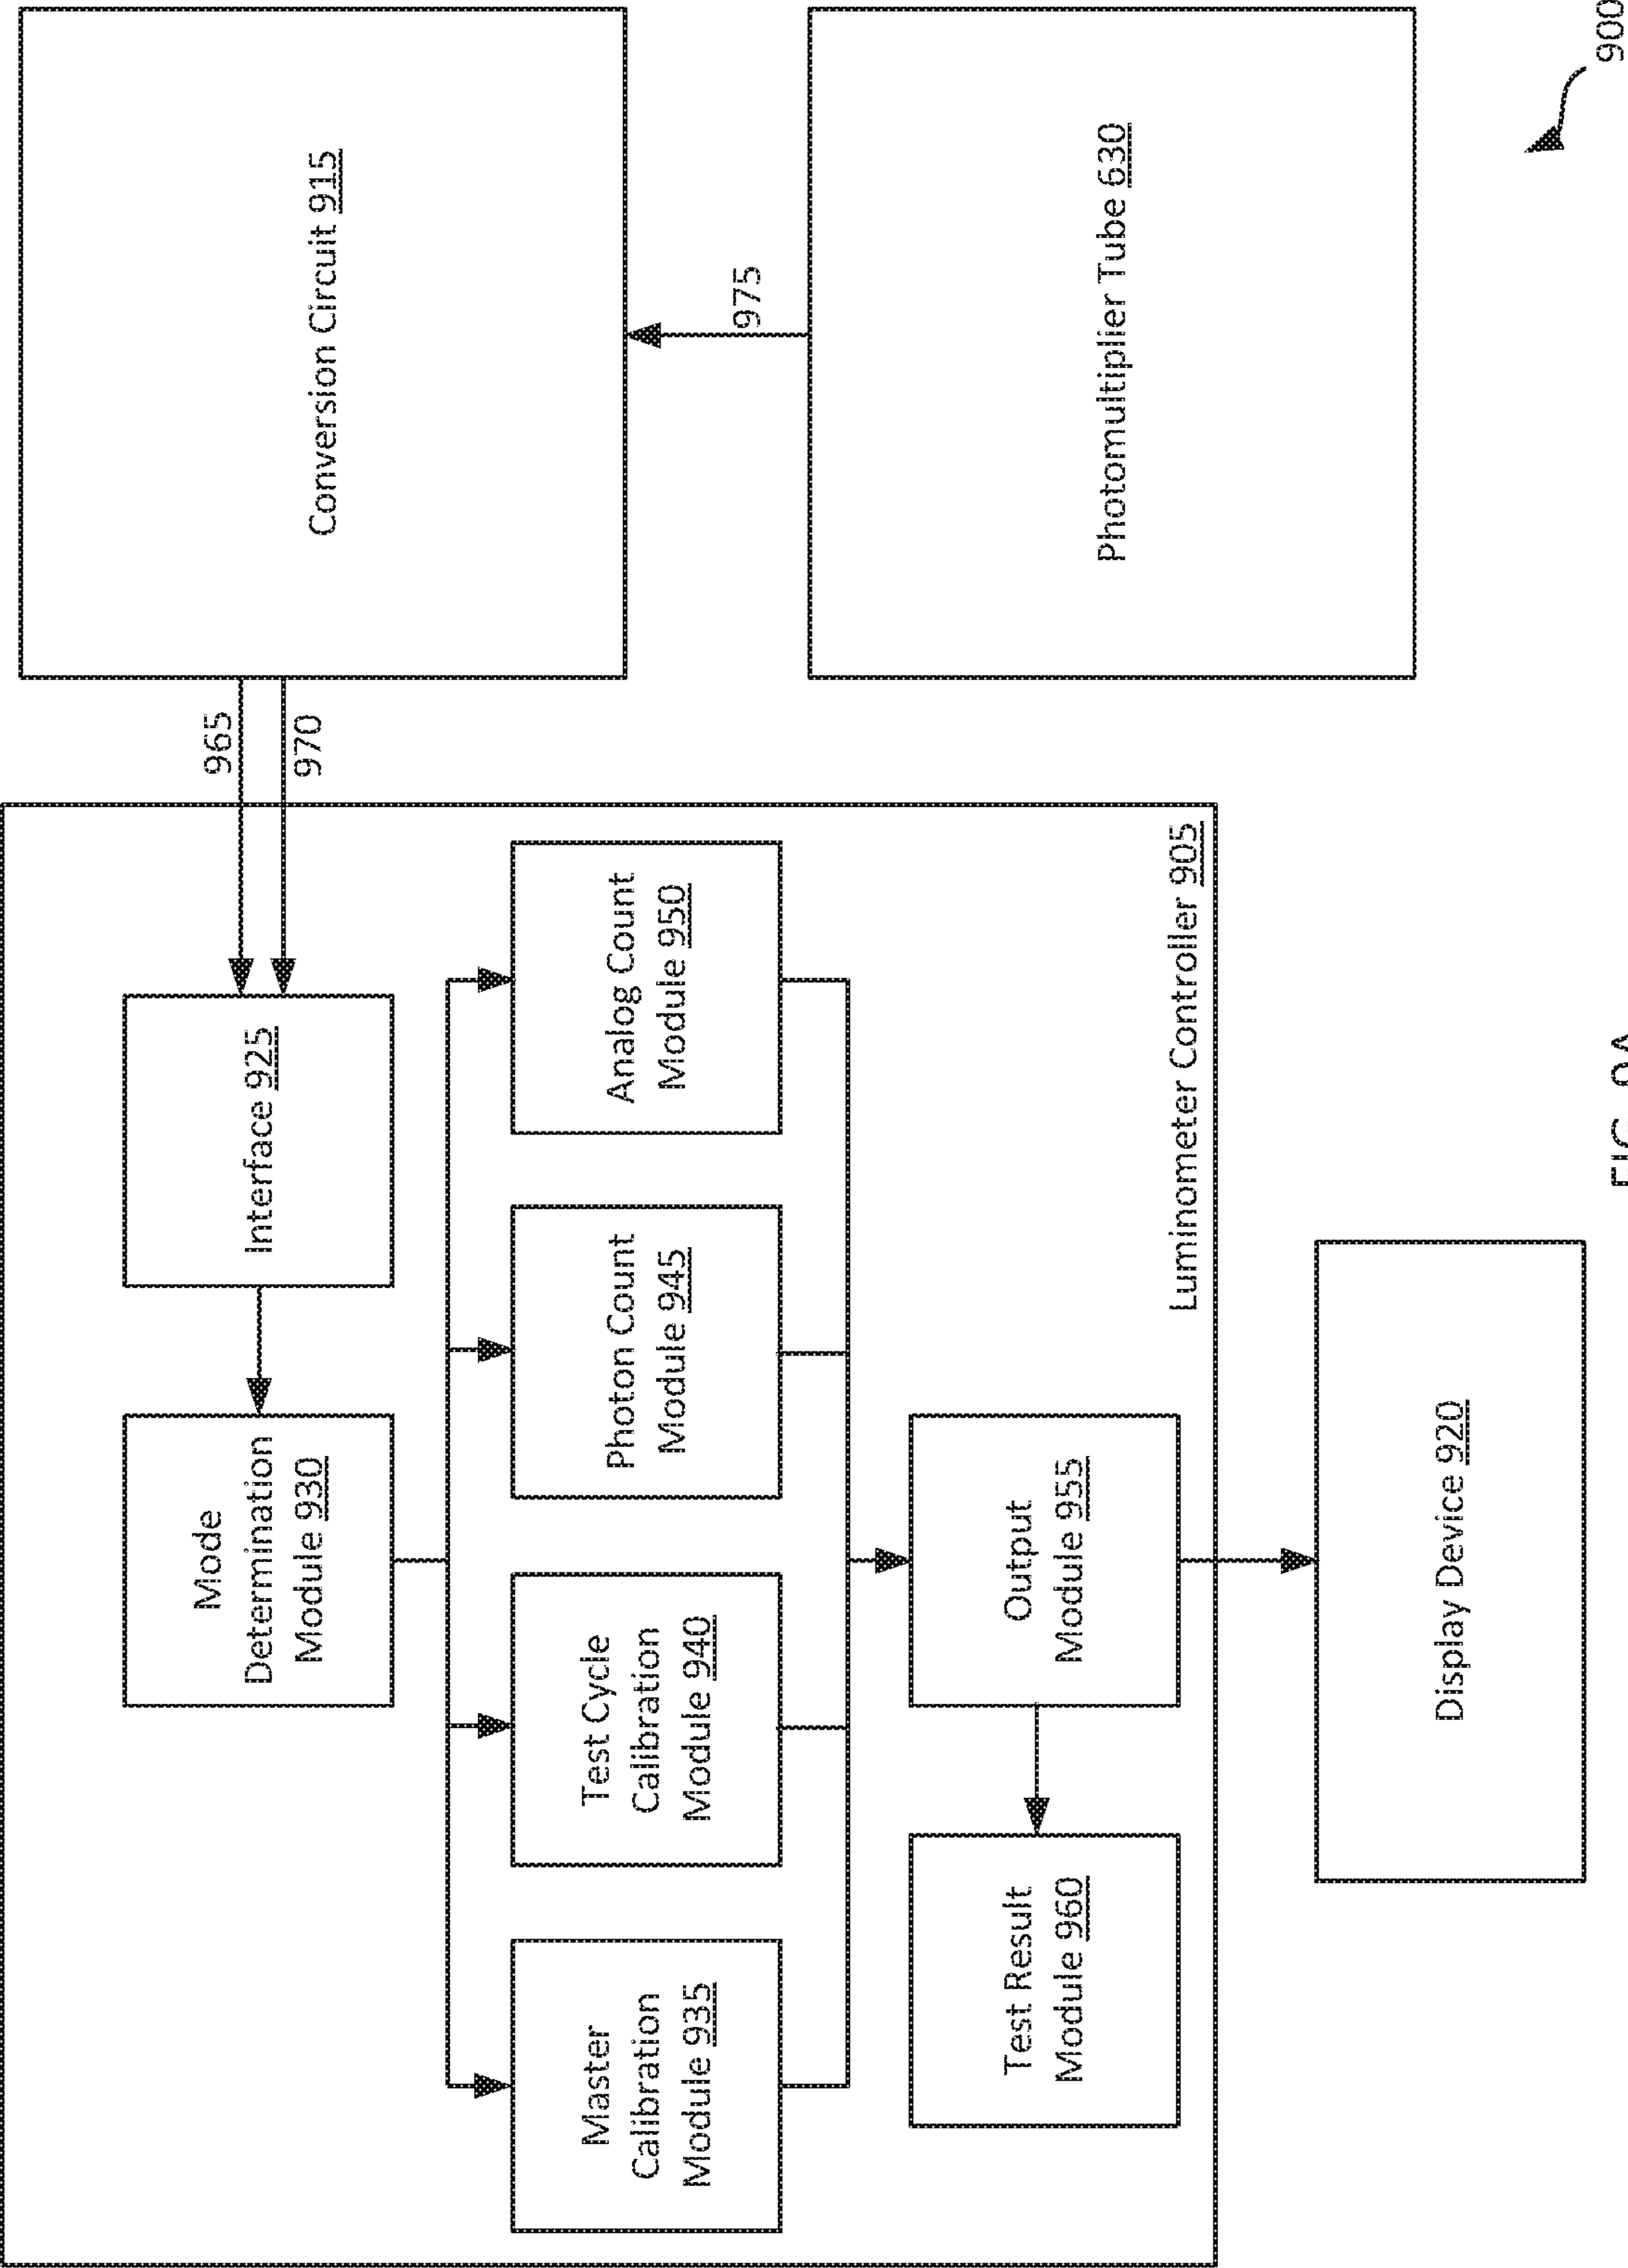 Mode
Determination
Module 930
Interface 925
965
970
Conversion Circuit 915
Master
Calibration
Module 935
Test Cycle
Calibration
Module 940
Photon Count
Module 945
Analog Count
Module 950
975
Test Result
Module 960
Output
Module 955
Luminometer Controller 905
Photomultiplier Tube 630
Display Device 920
900
FIG. 9A